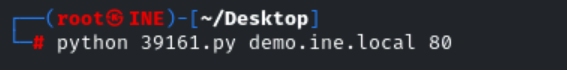 ┌──(root㉿INE)-[~/Desktop]
└─# python 39161.py demo.ine.local 80